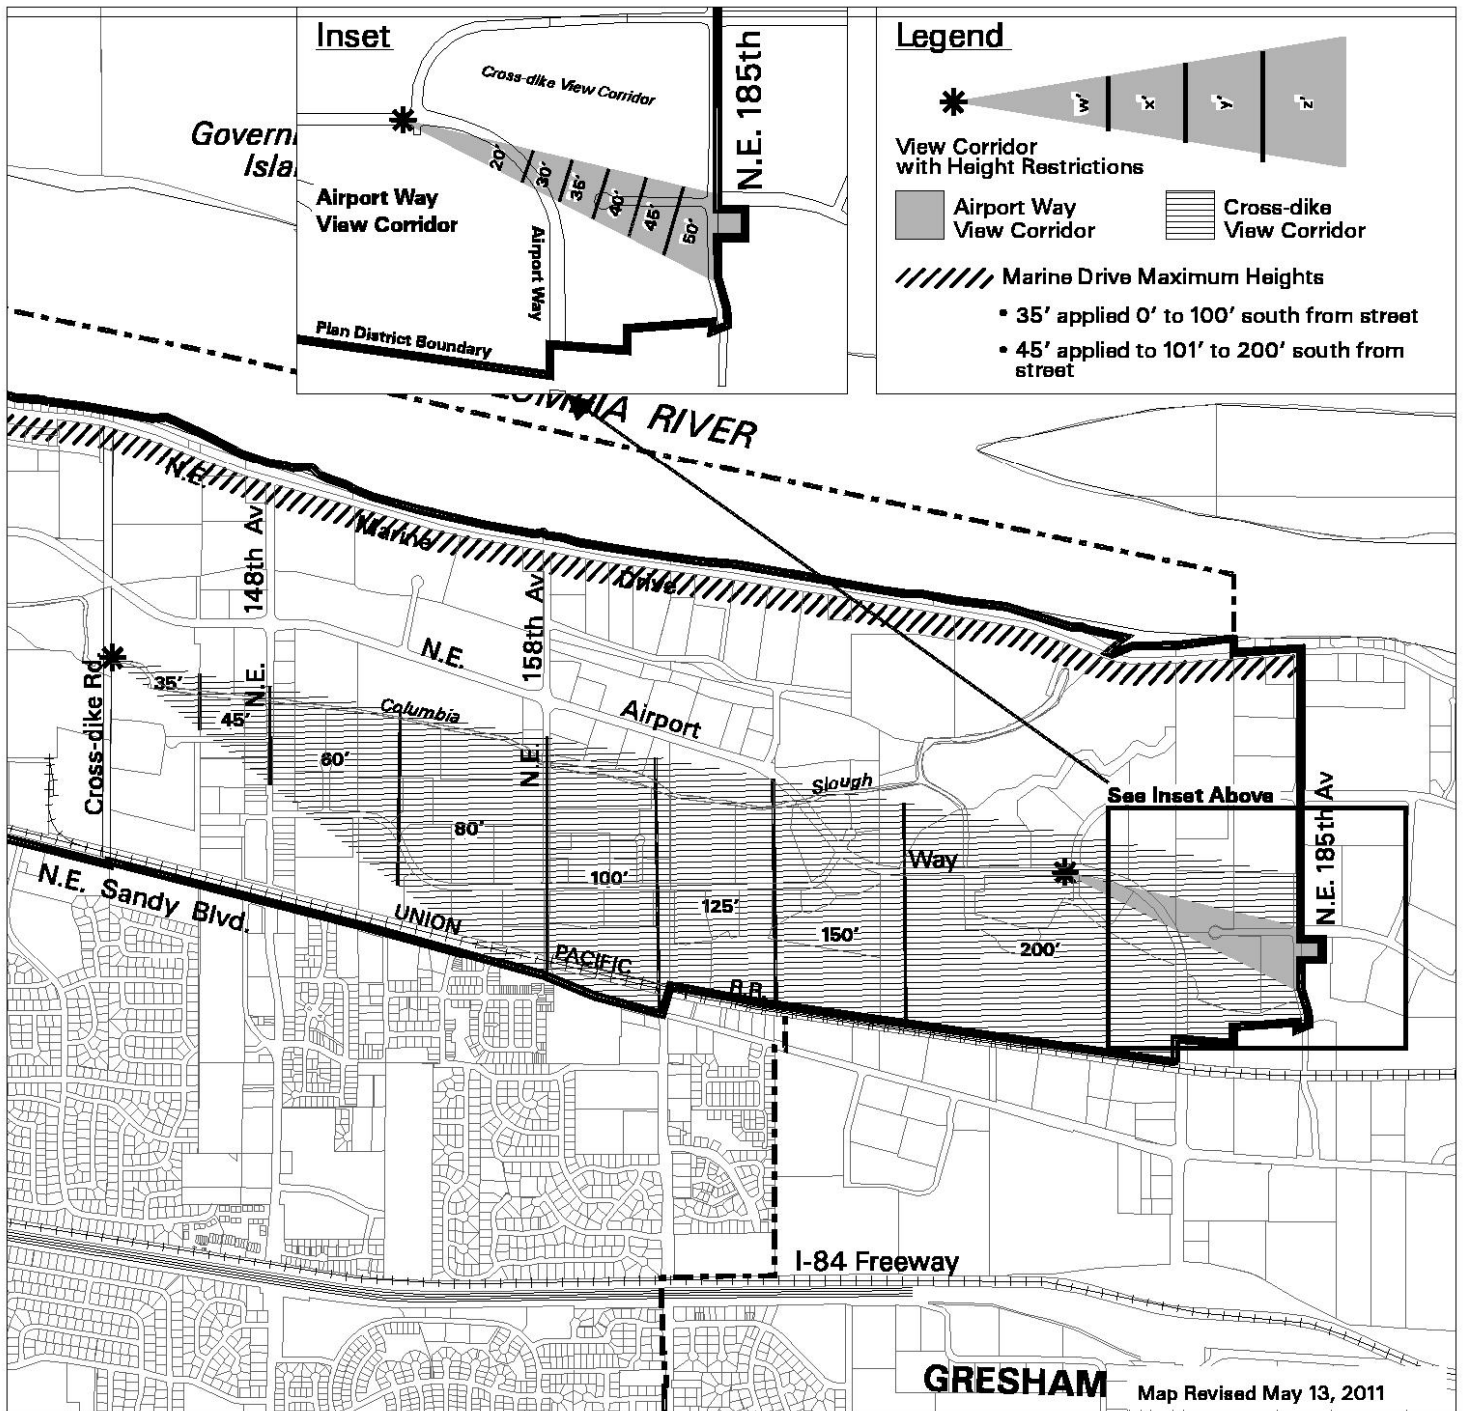 Inset
Cross-dike View Corridor
N.E. 185th
20'
30'
35'
40'
45'
50'
Airport Way
View Corridor
Airport Way
Plan District Boundary
Legend
w'
x'
y'
z'
View Corridor
with Height Restrictions
Airport Way
View Corridor
Cross-dike
View Corridor
Marine Drive Maximum Heights
• 35' applied 0' to 100' south from street
• 45' applied to 101' to 200' south from
street
RIVER
N.E.
Marine
Drive
148th Av
N.E.
158th Av
N.E.
N.E.
Airport
Way
Cross-dike Rd
Columbia
Slough
35'
45'
60'
80'
100'
125'
150'
200'
See Inset Above
N.E. 185th Av
N.E. Sandy Blvd.
UNION
PACIFIC
R.R.
I-84 Freeway
GRESHAM
Map Revised May 13, 2011